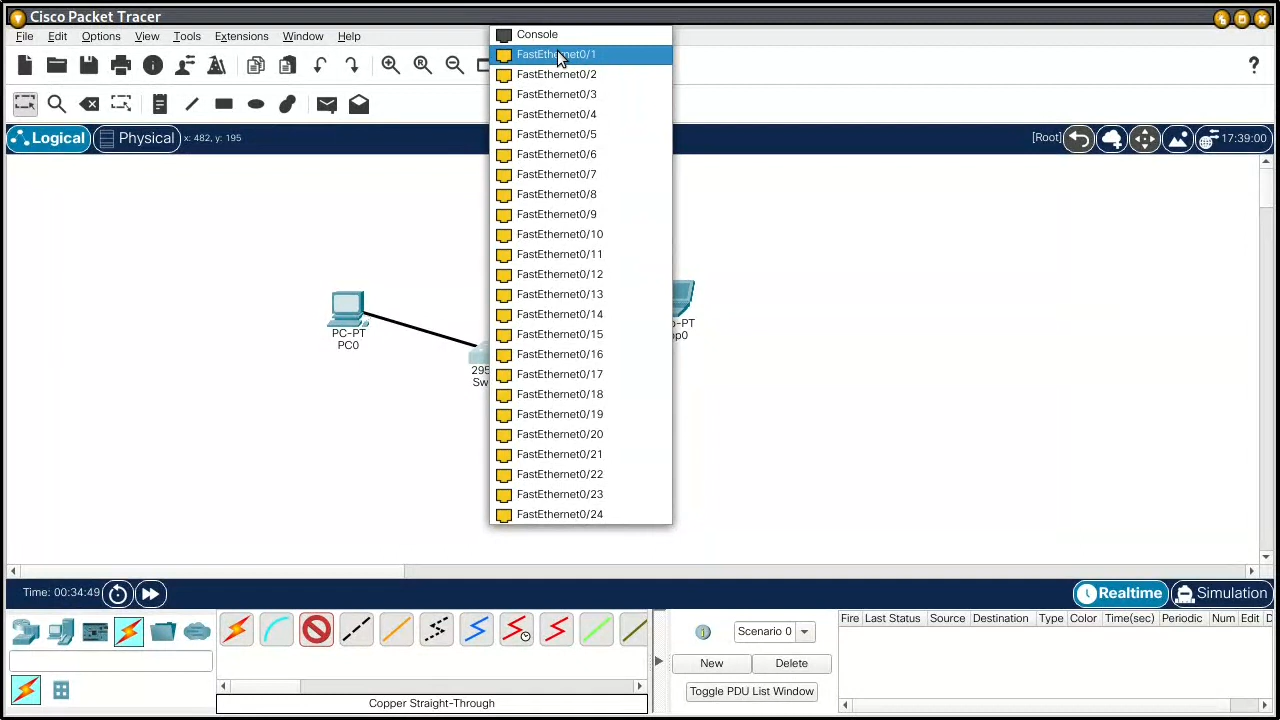 Cisco Packet Tracer
File Edit Options View Tools Extensions Window Help
Console
FastEthernet0/1
FastEthernet0/2
FastEthernet0/3
FastEthernet0/4
FastEthernet0/5
FastEthernet0/6
FastEthernet0/7
FastEthernet0/8
FastEthernet0/9
FastEthernet0/10
FastEthernet0/11
FastEthernet0/12
FastEthernet0/13
FastEthernet0/14
FastEthernet0/15
FastEthernet0/16
FastEthernet0/17
FastEthernet0/18
FastEthernet0/19
FastEthernet0/20
FastEthernet0/21
FastEthernet0/22
FastEthernet0/23
FastEthernet0/24
Logical Physical x: 482, y: 195 [Root] 17:39:00
PC-PT
PC0
295
Sw
-PT
op0
Time: 00:34:49 Realtime Simulation
Scenario 0
New Delete
Toggle PDU List Window
Fire Last Status Source Destination Type Color Time(sec) Periodic Num Edit D
Copper Straight-Through